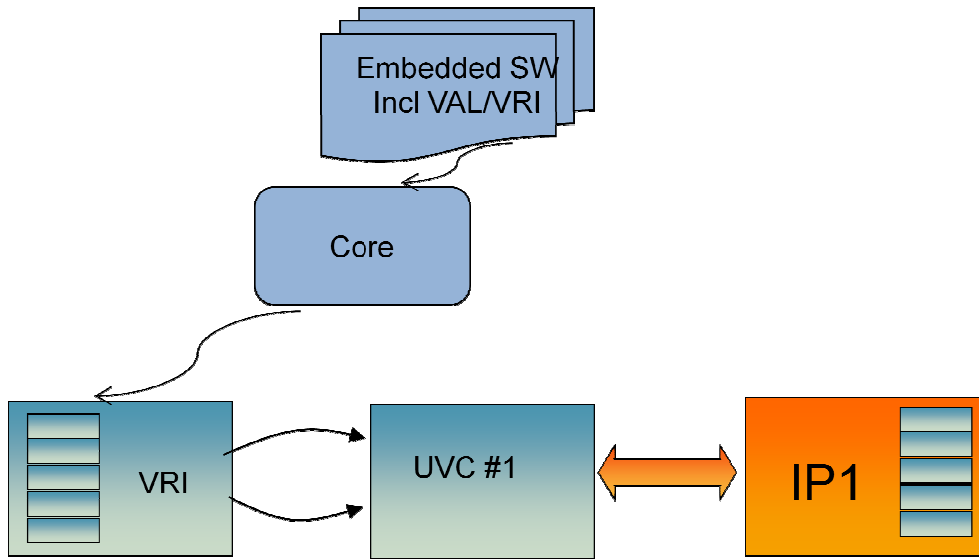 Embedded SW
Incl VAL/VRI
Core
VRI
UVC #1
IP1